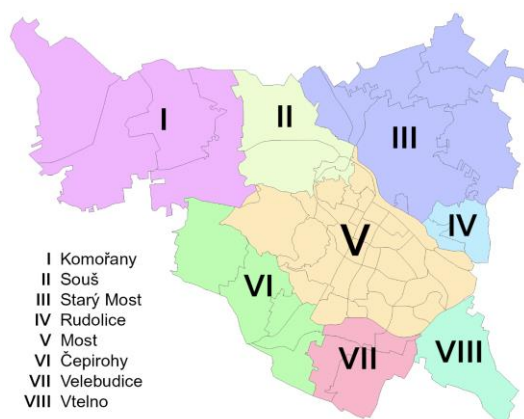 I
II
III
IV
V
VI
VII
VIII
I Komořany
II Souš
III Starý Most
IV Rudolice
V Most
VI Čepirohy
VII Velebudice
VIII Vtelno